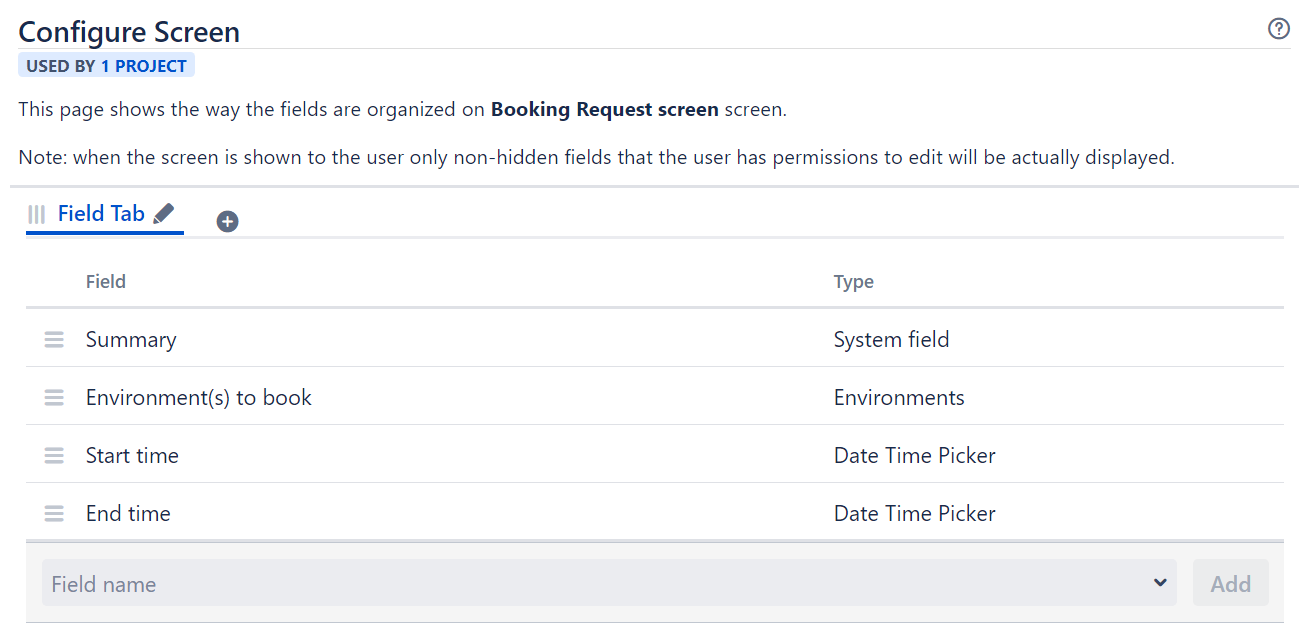 Configure Screen
USED BY 1 PROJECT
This page shows the way the fields are organized on Booking Request screen screen.
Note: when the screen is shown to the user only non-hidden fields that the user has permissions to edit will be actually displayed.
Field Tab
Field Type
Summary System field
Environment(s) to book Environments
Start time Date Time Picker
End time Date Time Picker
Field name Add